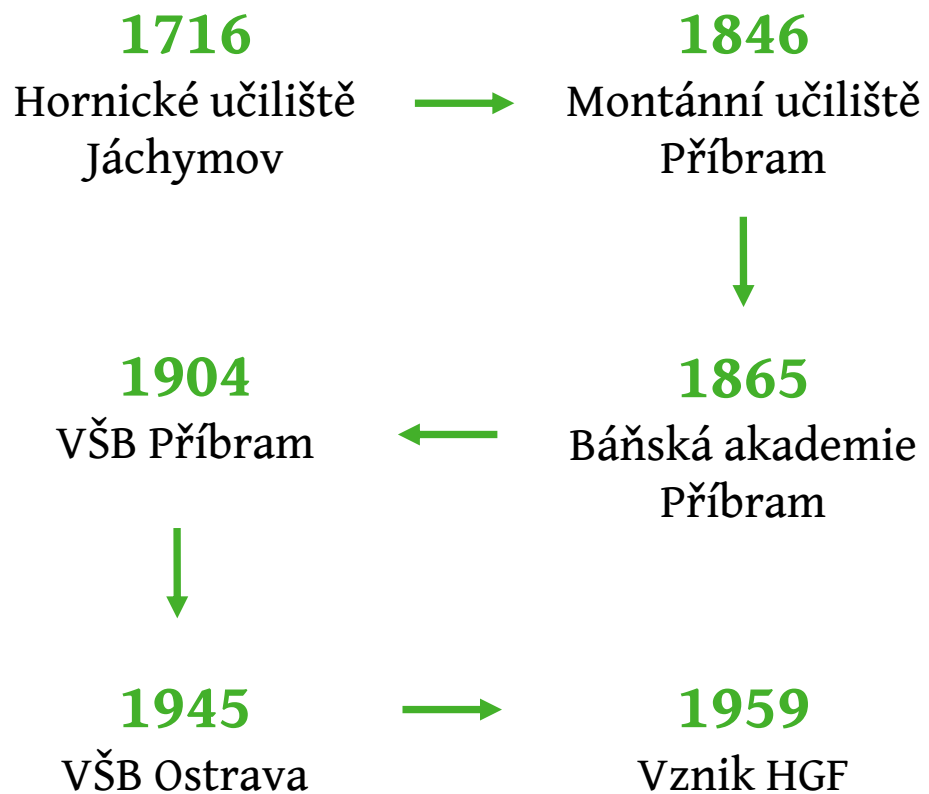 1716
Hornické učiliště
Jáchymov
1846
Montánní učiliště
Příbram
1865
Báňská akademie
Příbram
1904
VŠB Příbram
1945
VŠB Ostrava
1959
Vznik HGF